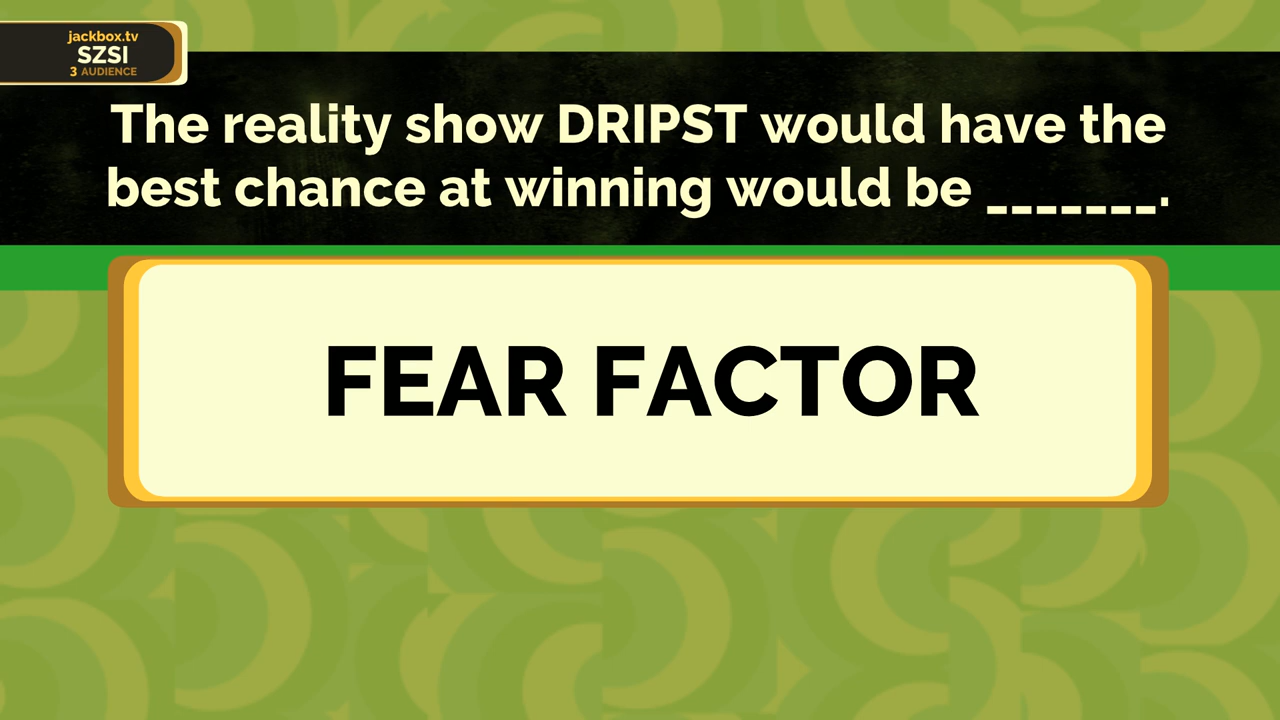 jackbox.tv
SZSI
3 AUDIENCE
The reality show DRIPST would have the
best chance at winning would be _______.
FEAR FACTOR